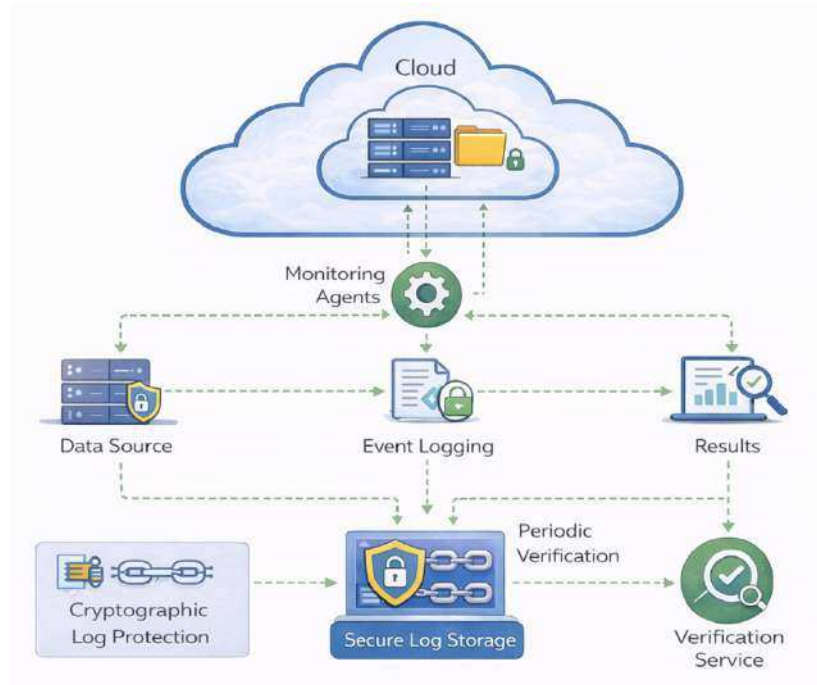 Cloud
Monitoring
Agents
Data Source
Event Logging
Results
Periodic
Verification
Cryptographic
Log Protection
Secure Log Storage
Verification
Service